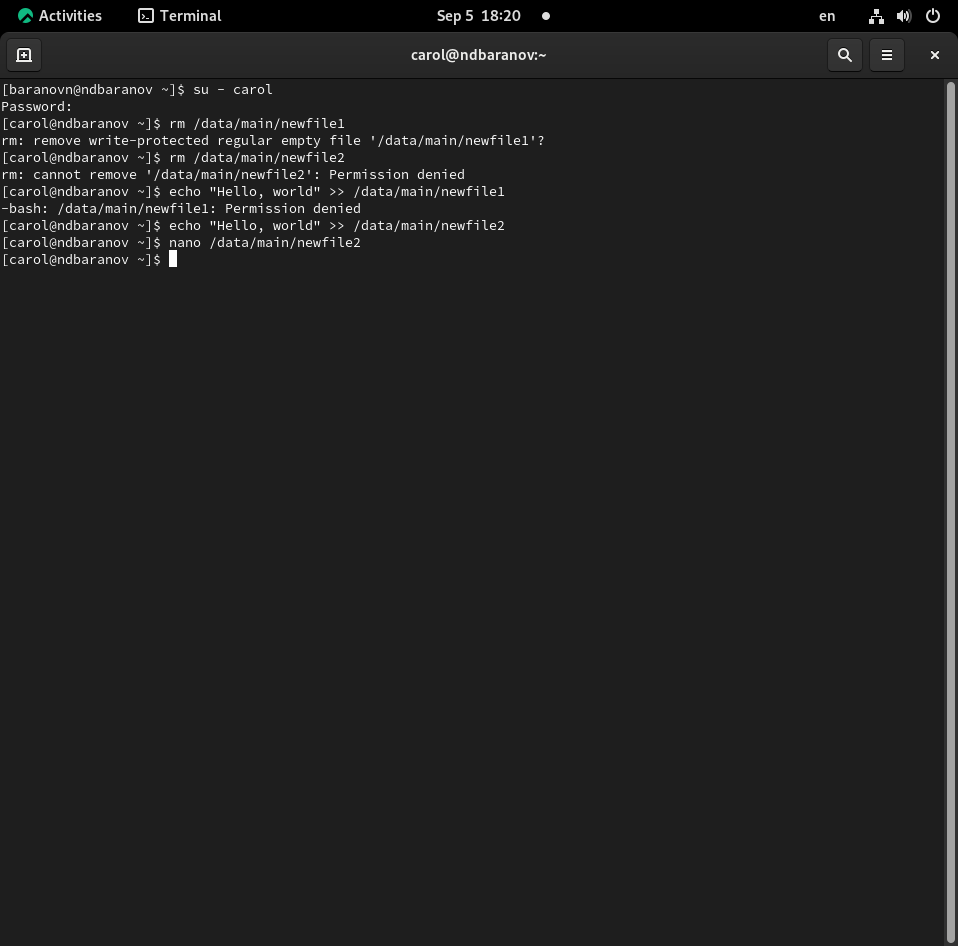 Activities Terminal Sep 5 18:20 en
carol@ndbaranov:~
[baranovn@ndbaranov ~]$ su - carol
Password:
[carol@ndbaranov ~]$ rm /data/main/newfile1
rm: remove write-protected regular empty file '/data/main/newfile1'?
[carol@ndbaranov ~]$ rm /data/main/newfile2
rm: cannot remove '/data/main/newfile2': Permission denied
[carol@ndbaranov ~]$ echo "Hello, world" >> /data/main/newfile1
-bash: /data/main/newfile1: Permission denied
[carol@ndbaranov ~]$ echo "Hello, world" >> /data/main/newfile2
[carol@ndbaranov ~]$ nano /data/main/newfile2
[carol@ndbaranov ~]$